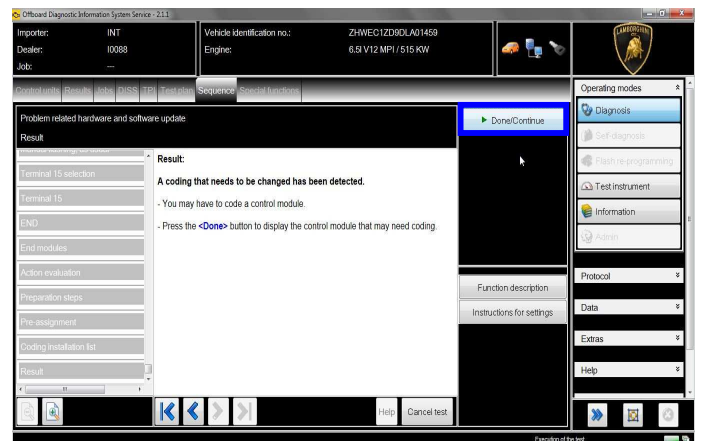 Offboard Diagnostic Information System Service - 2.1.1
Importer: INT
Dealer: I0088
Job: ---
Vehicle identification no.: ZHWEC1ZD9DLA01459
Engine: 6.5l V12 MPI / 515 KW
LAMBORGHINI
Control units Results Jobs DISS TPI Test plan Sequence Special functions
Problem related hardware and software update
Result
Done/Continue
Terminal 15 selection
Terminal 15
END
End modules
Action evaluation
Preparation steps
Pre-assignment
Coding installation list
Result
Result:
A coding that needs to be changed has been detected.
- You may have to code a control module.
- Press the <Done> button to display the control module that may need coding.
Function description
Instructions for settings
Help Cancel test
Operating modes
Diagnosis
Self-diagnosis
Flash re-programming
Test instrument
Information
Admin
Protocol
Data
Extras
Help
Execution of the test